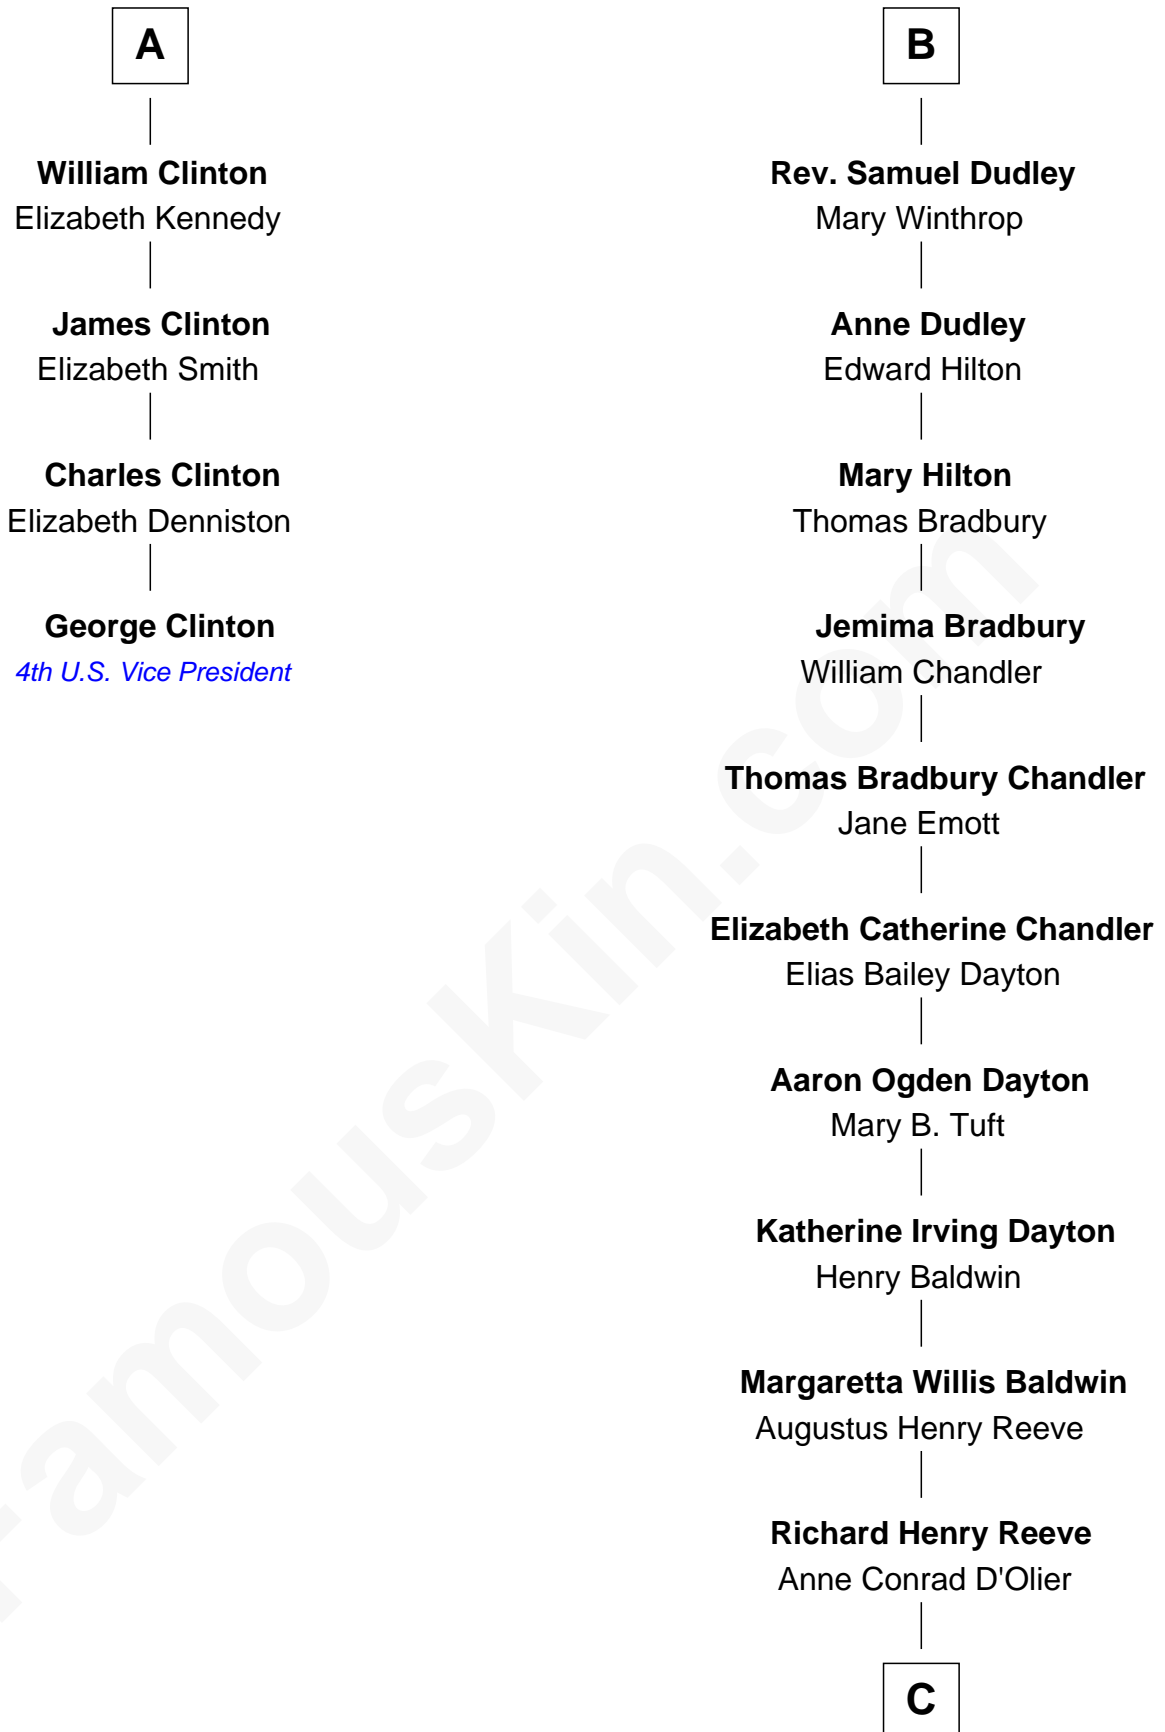 A
William Clinton
Elizabeth Kennedy
James Clinton
Elizabeth Smith
Charles Clinton
Elizabeth Denniston
George Clinton
4th U.S. Vice President
B
Rev. Samuel Dudley
Mary Winthrop
Anne Dudley
Edward Hilton
Mary Hilton
Thomas Bradbury
Jemima Bradbury
William Chandler
Thomas Bradbury Chandler
Jane Emott
Elizabeth Catherine Chandler
Elias Bailey Dayton
Aaron Ogden Dayton
Mary B. Tuft
Katherine Irving Dayton
Henry Baldwin
Margaretta Willis Baldwin
Augustus Henry Reeve
Richard Henry Reeve
Anne Conrad D'Olier
C
FamousKin.com